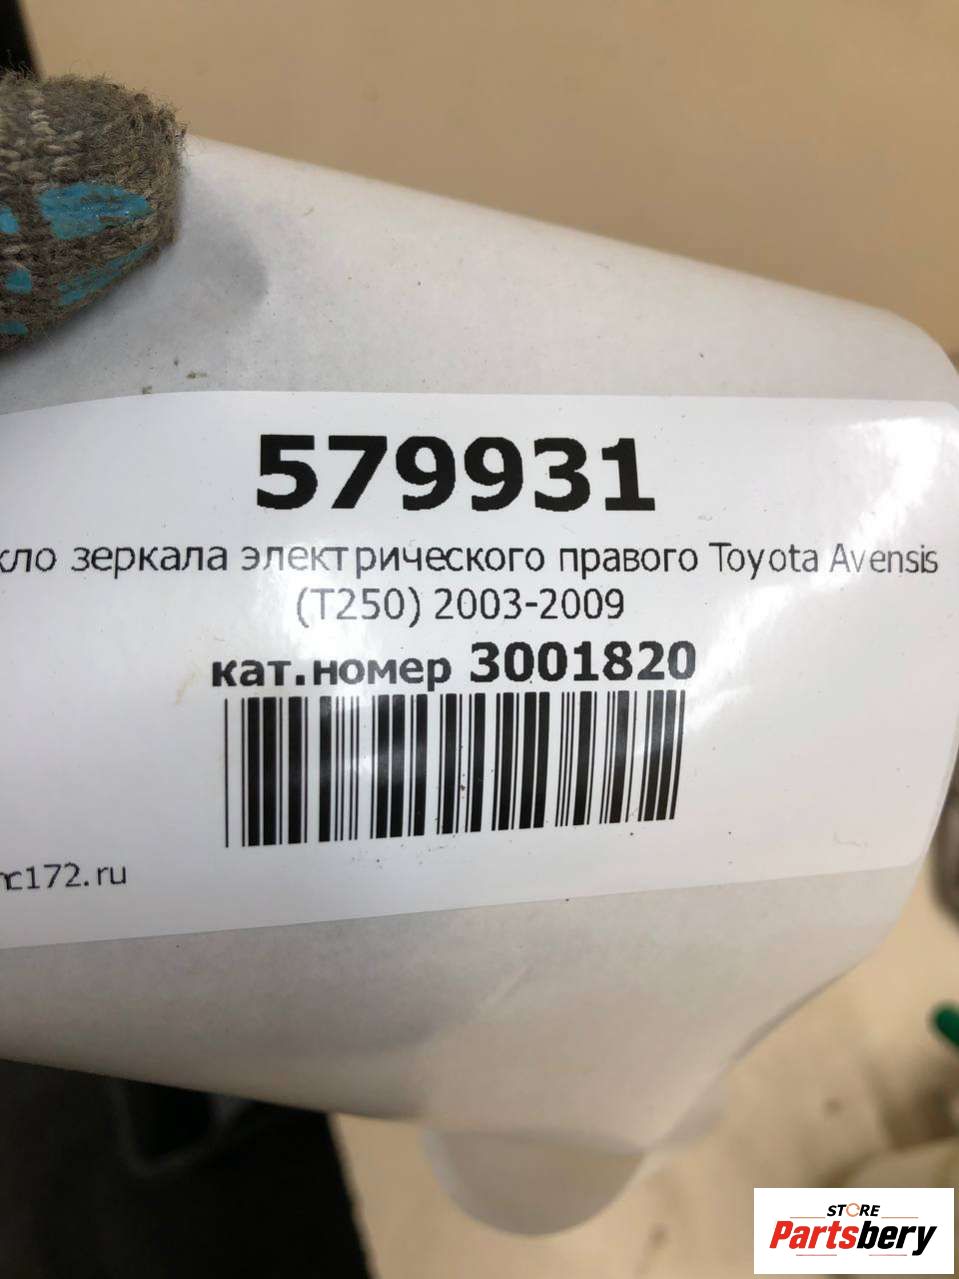 579931
кло зеркала электрического правого Toyota Avensis
(T250) 2003-2009
кат.номер 3001820
c172.ru
STORE
Partsbery